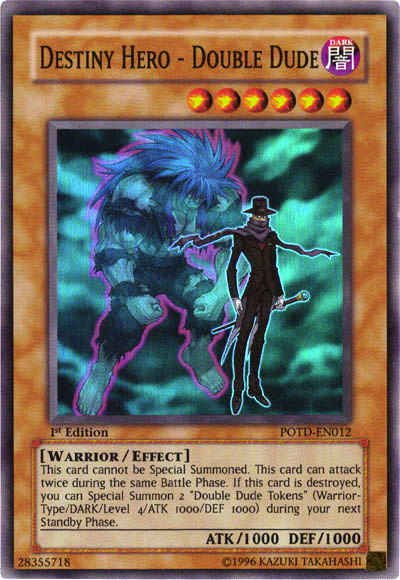 DESTINY HERO - DOUBLE DUDE
DARK
闇
1st Edition
POTD-EN012
[WARRIOR / EFFECT]
This card cannot be Special Summoned. This card can attack
twice during the same Battle Phase. If this card is destroyed,
you can Special Summon 2 "Double Dude Tokens" (Warrior-
Type/DARK/Level 4/ATK 1000/DEF 1000) during your next
Standby Phase.
ATK/1000 DEF/1000
28355718
©1996 KAZUKI TAKAHASHI